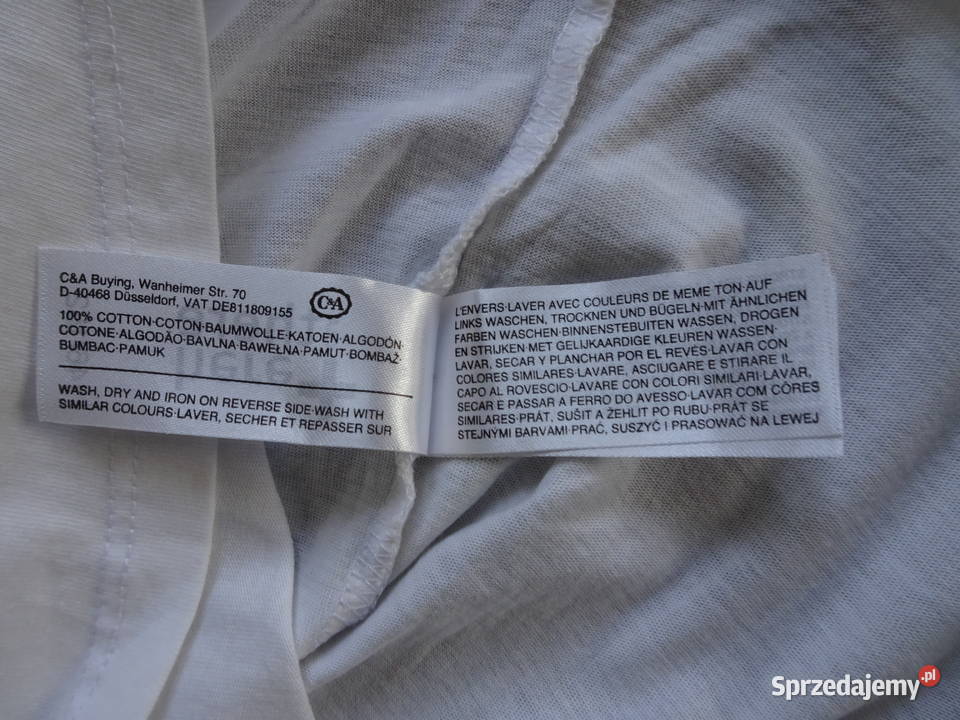 C&A Buying, Wanheimer Str. 70
D-40468 Düsseldorf, VAT DE811809155
C&A
100% COTTON·COTON·BAUMWOLLE·KATOEN·ALGODÓN·
COTONE·ALGODÃO·BAVLNA·BAWEŁNA·PAMUT·BOMBAŽ·
BUMBAC·PAMUK
WASH, DRY AND IRON ON REVERSE SIDE·WASH WITH
SIMILAR COLOURS·LAVER, SECHER ET REPASSER SUR
L'ENVERS·LAVER AVEC COULEURS DE MEME TON·AUF
LINKS WASCHEN, TROCKNEN UND BÜGELN·MIT ÄHNLICHEN
FARBEN WASCHEN·BINNENSTEBUITEN WASSEN, DROGEN
EN STRIJKEN·MET GELIJKAARDIGE KLEUREN WASSEN·
LAVAR, SECAR Y PLANCHAR POR EL REVÉS·LAVAR CON
COLORES SIMILARES·LAVARE, ASCIUGARE E STIRARE IL
CAPO AL ROVESCIO·LAVARE CON COLORI SIMILARI·LAVAR,
SECAR E PASSAR A FERRO DO AVESSO·LAVAR COM CÔRES
SIMILARES·PRÁT, SUŠIT A ŽEHLIT PO RUBU·PRÁT SE
STEJNÝMI BARVAMI·PRAĆ, SUSZYĆ I PRASOWAĆ NA LEWEJ
Sprzedajemy.pl